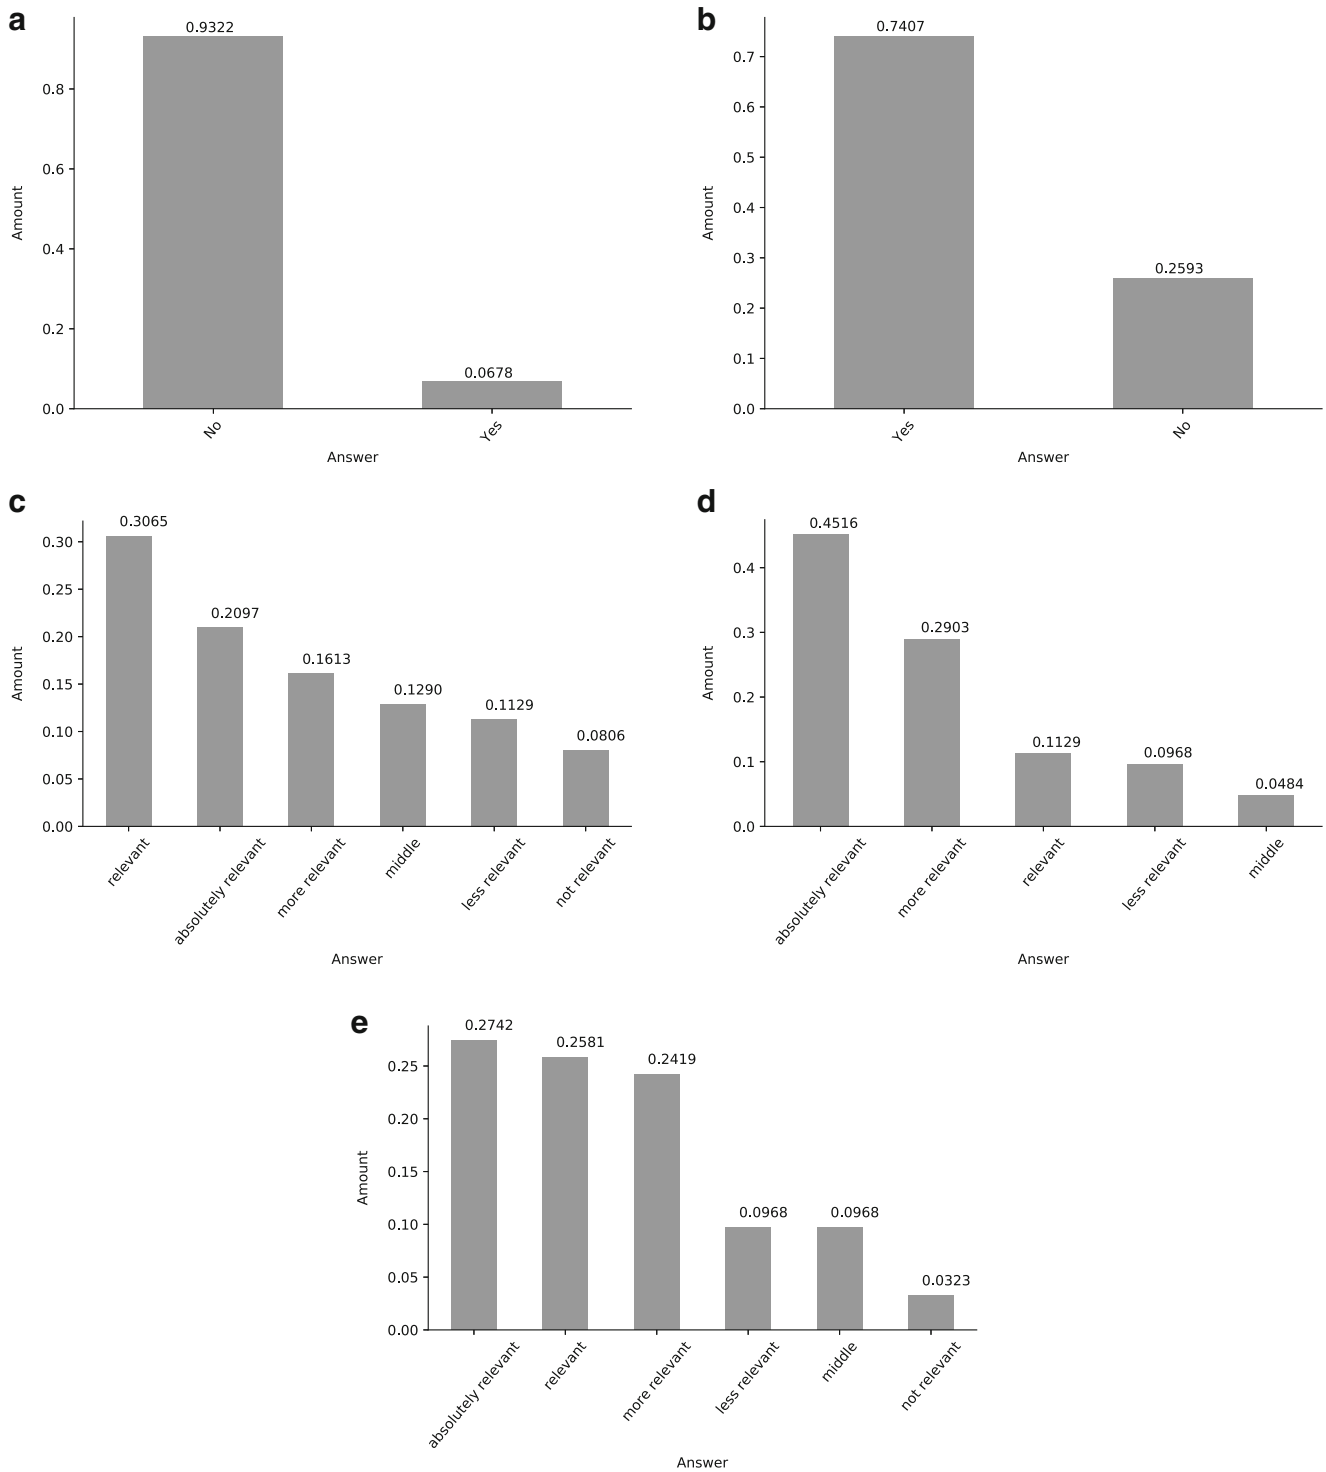 a
0.9322
0.8
0.6
0.4
0.2
0.0
Amount
0.0678
No
Yes
Answer
b
0.7407
0.7
0.6
0.5
0.4
0.3
0.2
0.1
0.0
Amount
0.2593
Yes
No
Answer
c
0.3065
0.2097
0.1613
0.1290
0.1129
0.0806
0.30
0.25
0.20
0.15
0.10
0.05
0.00
Amount
relevant
absolutely relevant
more relevant
middle
less relevant
not relevant
Answer
d
0.4516
0.2903
0.1129
0.0968
0.0484
0.4
0.3
0.2
0.1
0.0
Amount
absolutely relevant
more relevant
relevant
less relevant
middle
Answer
e
0.2742
0.2581
0.2419
0.0968
0.0968
0.0323
0.25
0.20
0.15
0.10
0.05
0.00
Amount
absolutely relevant
relevant
more relevant
less relevant
middle
not relevant
Answer